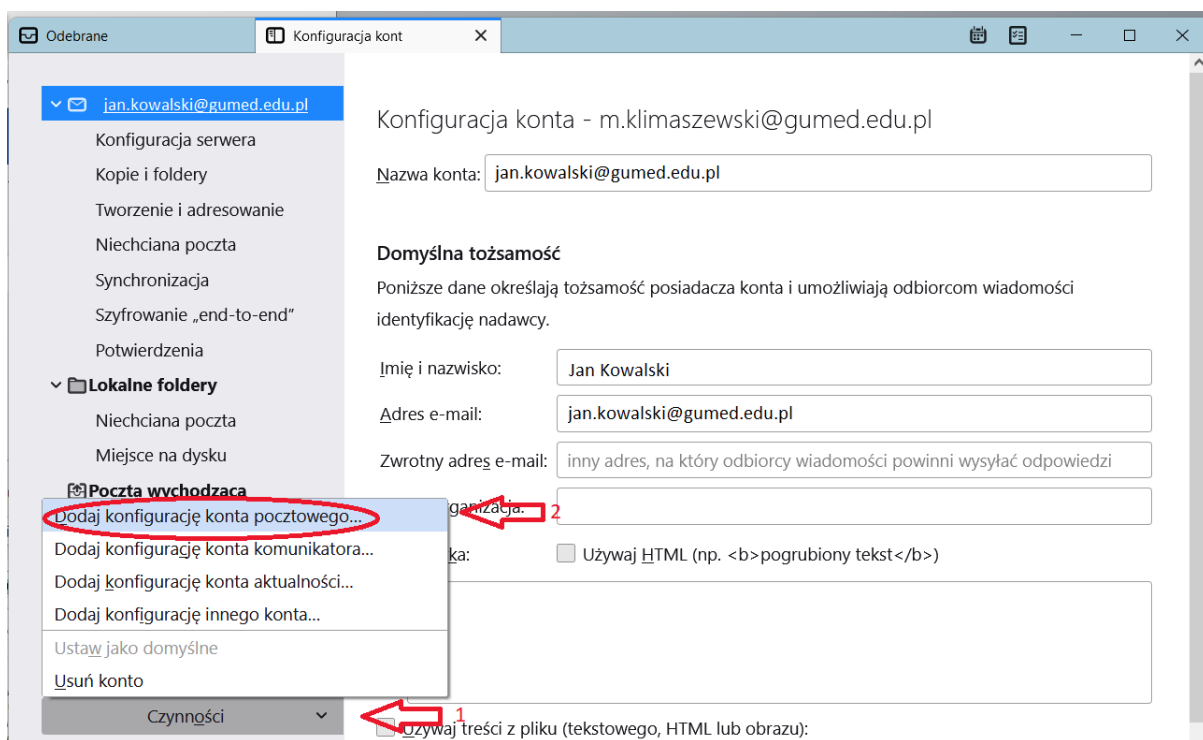 Odebrane
Konfiguracja kont
jan.kowalski@gumed.edu.pl
Konfiguracja serwera
Kopie i foldery
Tworzenie i adresowanie
Niechciana poczta
Synchronizacja
Szyfrowanie „end-to-end”
Potwierdzenia
Lokalne foldery
Niechciana poczta
Miejsce na dysku
Poczta wychodząca
Dodaj konfigurację konta pocztowego...
Dodaj konfigurację konta komunikatora...
Dodaj konfigurację konta aktualności...
Dodaj konfigurację innego konta...
Ustaw jako domyślne
Usuń konto
Czynności
1
2
Konfiguracja konta - m.klimaszewski@gumed.edu.pl
Nazwa konta: jan.kowalski@gumed.edu.pl
Domyślna tożsamość
Poniższe dane określają tożsamość posiadacza konta i umożliwiają odbiorcom wiadomości
identyfikację nadawcy.
Imię i nazwisko: Jan Kowalski
Adres e-mail: jan.kowalski@gumed.edu.pl
Zwrotny adres e-mail: inny adres, na który odbiorcy wiadomości powinni wysyłać odpowiedzi
ganizacja:
ka: Używaj HTML (np. <b>pogrubiony tekst</b>)
Używaj treści z pliku (tekstowego, HTML lub obrazu):